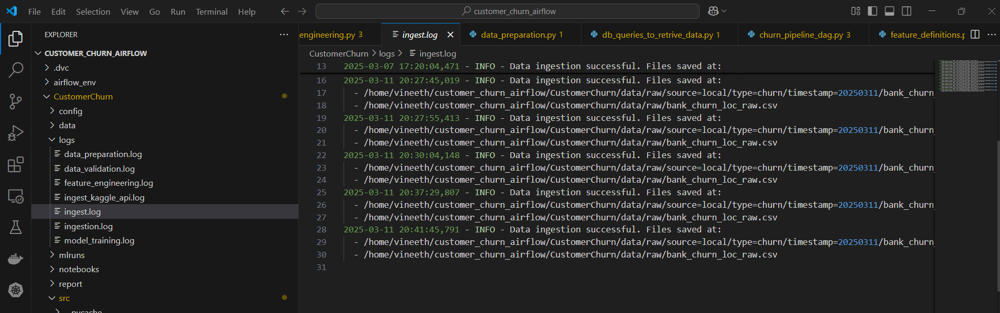 File Edit Selection View Go Run Terminal Help
customer_churn_airflow
EXPLORER
CUSTOMER_CHURN_AIRFLOW
.dvc
airflow_env
CustomerChurn
config
data
logs
data_preparation.log
data_validation.log
feature_engineering.log
ingest_kaggle_api.log
ingest.log
ingestion.log
model_training.log
mlruns
notebooks
report
src
__pycache__
_engineering.py 3
ingest.log
data_preparation.py 1
db_queries_to_retrive_data.py 1
churn_pipeline_dag.py 3
feature_definitions.p
CustomerChurn > logs > ingest.log
13 2025-03-07 17:20:04,471 - INFO - Data ingestion successful. Files saved at:
16 2025-03-11 20:27:45,019 - INFO - Data ingestion successful. Files saved at:
17 - /home/vineeth/customer_churn_airflow/CustomerChurn/data/raw/source=local/type=churn/timestamp=20250311/bank_churn_
18 - /home/vineeth/customer_churn_airflow/CustomerChurn/data/raw/bank_churn_loc_raw.csv
19 2025-03-11 20:27:55,413 - INFO - Data ingestion successful. Files saved at:
20 - /home/vineeth/customer_churn_airflow/CustomerChurn/data/raw/source=local/type=churn/timestamp=20250311/bank_churn_
21 - /home/vineeth/customer_churn_airflow/CustomerChurn/data/raw/bank_churn_loc_raw.csv
22 2025-03-11 20:30:04,148 - INFO - Data ingestion successful. Files saved at:
23 - /home/vineeth/customer_churn_airflow/CustomerChurn/data/raw/source=local/type=churn/timestamp=20250311/bank_churn_
24 - /home/vineeth/customer_churn_airflow/CustomerChurn/data/raw/bank_churn_loc_raw.csv
25 2025-03-11 20:37:29,807 - INFO - Data ingestion successful. Files saved at:
26 - /home/vineeth/customer_churn_airflow/CustomerChurn/data/raw/source=local/type=churn/timestamp=20250311/bank_churn_
27 - /home/vineeth/customer_churn_airflow/CustomerChurn/data/raw/bank_churn_loc_raw.csv
28 2025-03-11 20:41:45,791 - INFO - Data ingestion successful. Files saved at:
29 - /home/vineeth/customer_churn_airflow/CustomerChurn/data/raw/source=local/type=churn/timestamp=20250311/bank_churn_
30 - /home/vineeth/customer_churn_airflow/CustomerChurn/data/raw/bank_churn_loc_raw.csv
31